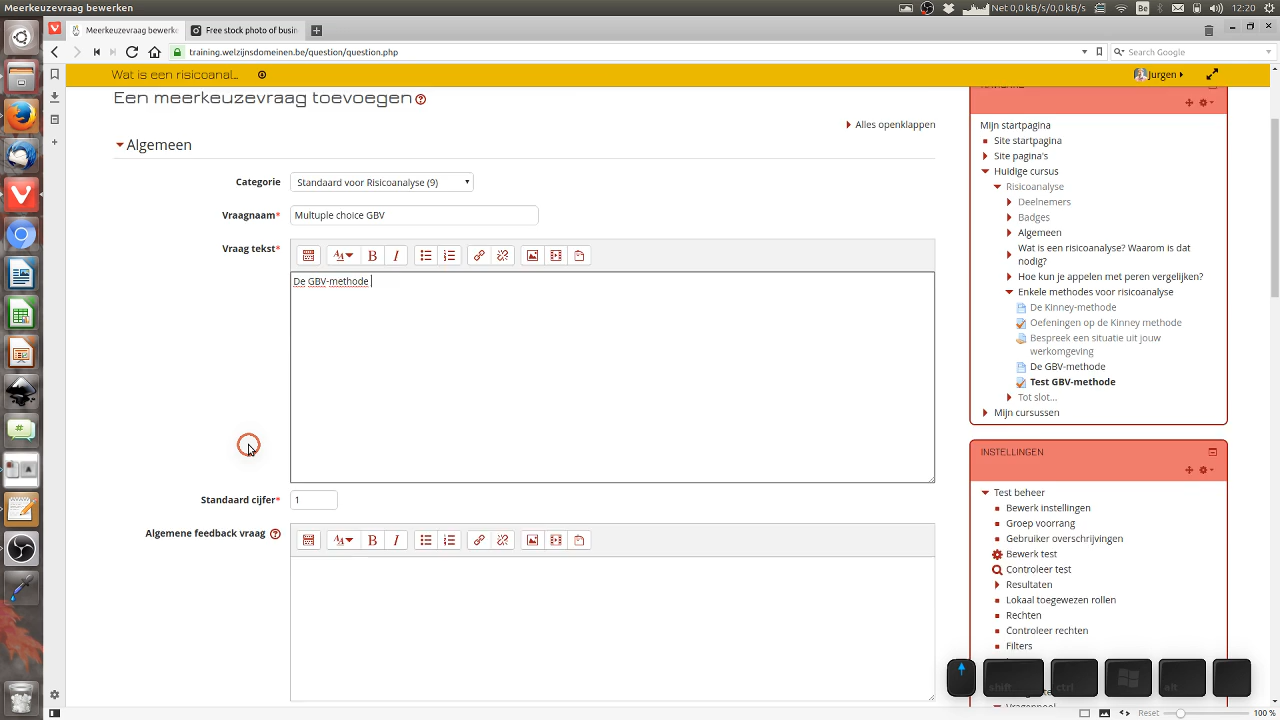 Meerkeuzevraag bewerken
Net 0,0 kB/s/0,0 kB/s
Be
12:20
Meerkeuzevraag bewerke
Free stock photo of busin
training.welzijnsdomeinen.be/question/question.php
Search Google
Wat is een risicoanal...
Jurgen
Een meerkeuzevraag toevoegen
Alles openklappen
Algemeen
Categorie
Standaard voor Risicoanalyse (9)
Vraagnaam*
Multuple choice GBV
Vraag tekst*
De GBV-methode
Standaard cijfer*
1
Algemene feedback vraag
Mijn startpagina
Site startpagina
Site pagina's
Huidige cursus
Risicoanalyse
Deelnemers
Badges
Algemeen
Wat is een risicoanalyse? Waarom is dat
nodig?
Hoe kun je appelen met peren vergelijken?
Enkele methodes voor risicoanalyse
De Kinney-methode
Oefeningen op de Kinney methode
Bespreek een situatie uit jouw
werkomgeving
De GBV-methode
Test GBV-methode
Tot slot...
Mijn cursussen
INSTELLINGEN
Test beheer
Bewerk instellingen
Groep voorrang
Gebruiker overschrijvingen
Bewerk test
Controleer test
Resultaten
Lokaal toegewezen rollen
Rechten
Controleer rechten
Filters
shift
ctrl
alt
Reset
100 %